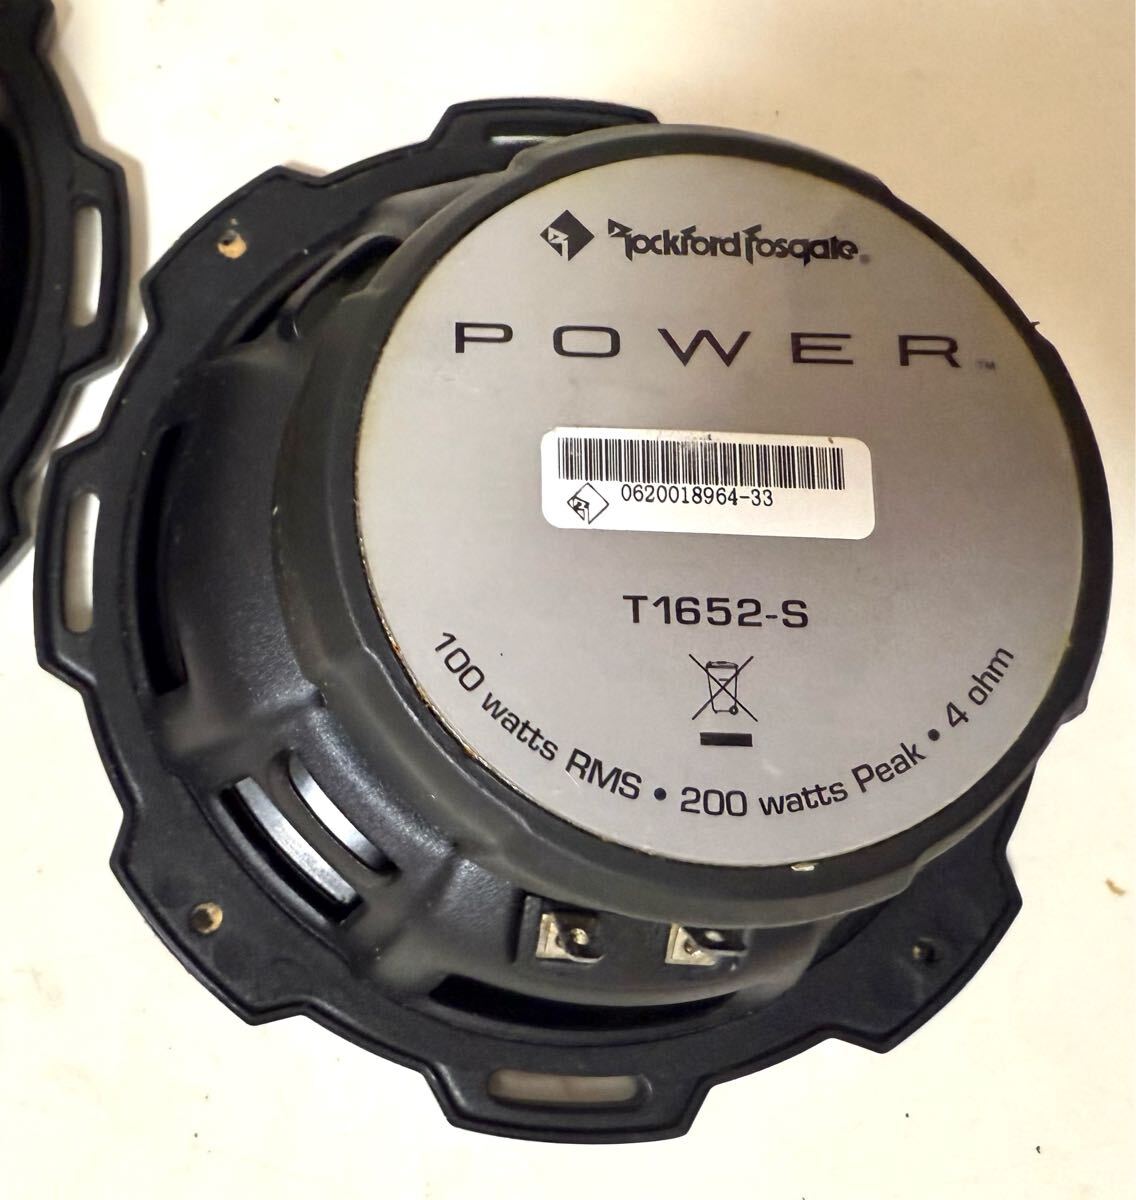 Rockford Fosgate®
POWER™
0620018964-33
T1652-S
100 watts RMS • 200 watts Peak • 4 ohm